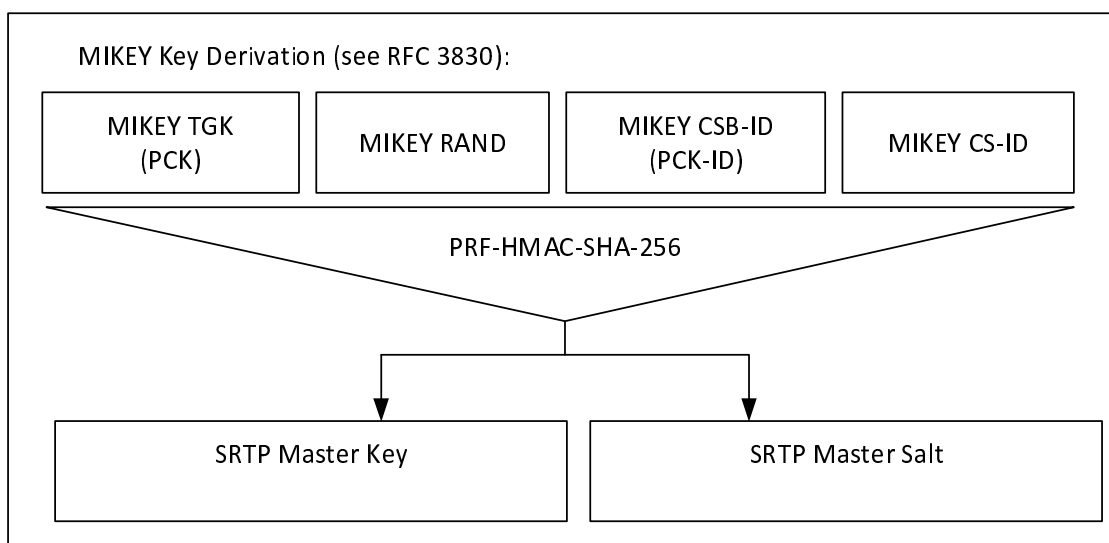 MIKEY Key Derivation (see RFC 3830):
MIKEY TGK
(PCK)
MIKEY RAND
MIKEY CSB-ID
(PCK-ID)
MIKEY CS-ID
PRF-HMAC-SHA-256
SRTP Master Key
SRTP Master Salt